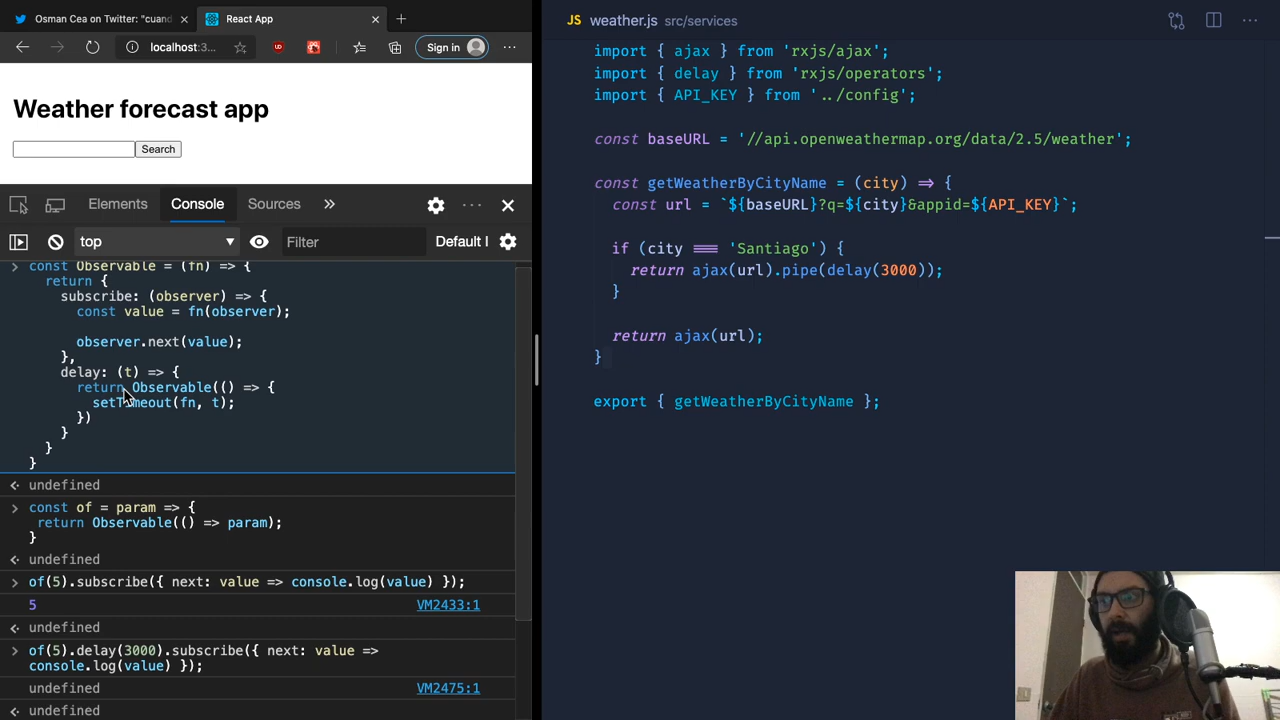 Osman Cea on Twitter: "cuand
React App
localhost:3...
Sign in
Weather forecast app
Search
Elements
Console
Sources
top
Filter
Default l
const Observable = (fn) => {
return {
subscribe: (observer) => {
const value = fn(observer);
observer.next(value);
},
delay: (t) => {
return Observable(() => {
setTimeout(fn, t);
})
}
}
}
undefined
const of = param => {
return Observable(() => param);
}
undefined
of(5).subscribe({ next: value => console.log(value) });
5 VM2433:1
undefined
of(5).delay(3000).subscribe({ next: value =>
console.log(value) });
undefined VM2475:1
undefined
JS weather.js src/services
import { ajax } from 'rxjs/ajax';
import { delay } from 'rxjs/operators';
import { API_KEY } from '../config';
const baseURL = '//api.openweathermap.org/data/2.5/weather';
const getWeatherByCityName = (city) => {
const url = `${baseURL}?q=${city}&appid=${API_KEY}`;
if (city === 'Santiago') {
return ajax(url).pipe(delay(3000));
}
return ajax(url);
}
export { getWeatherByCityName };